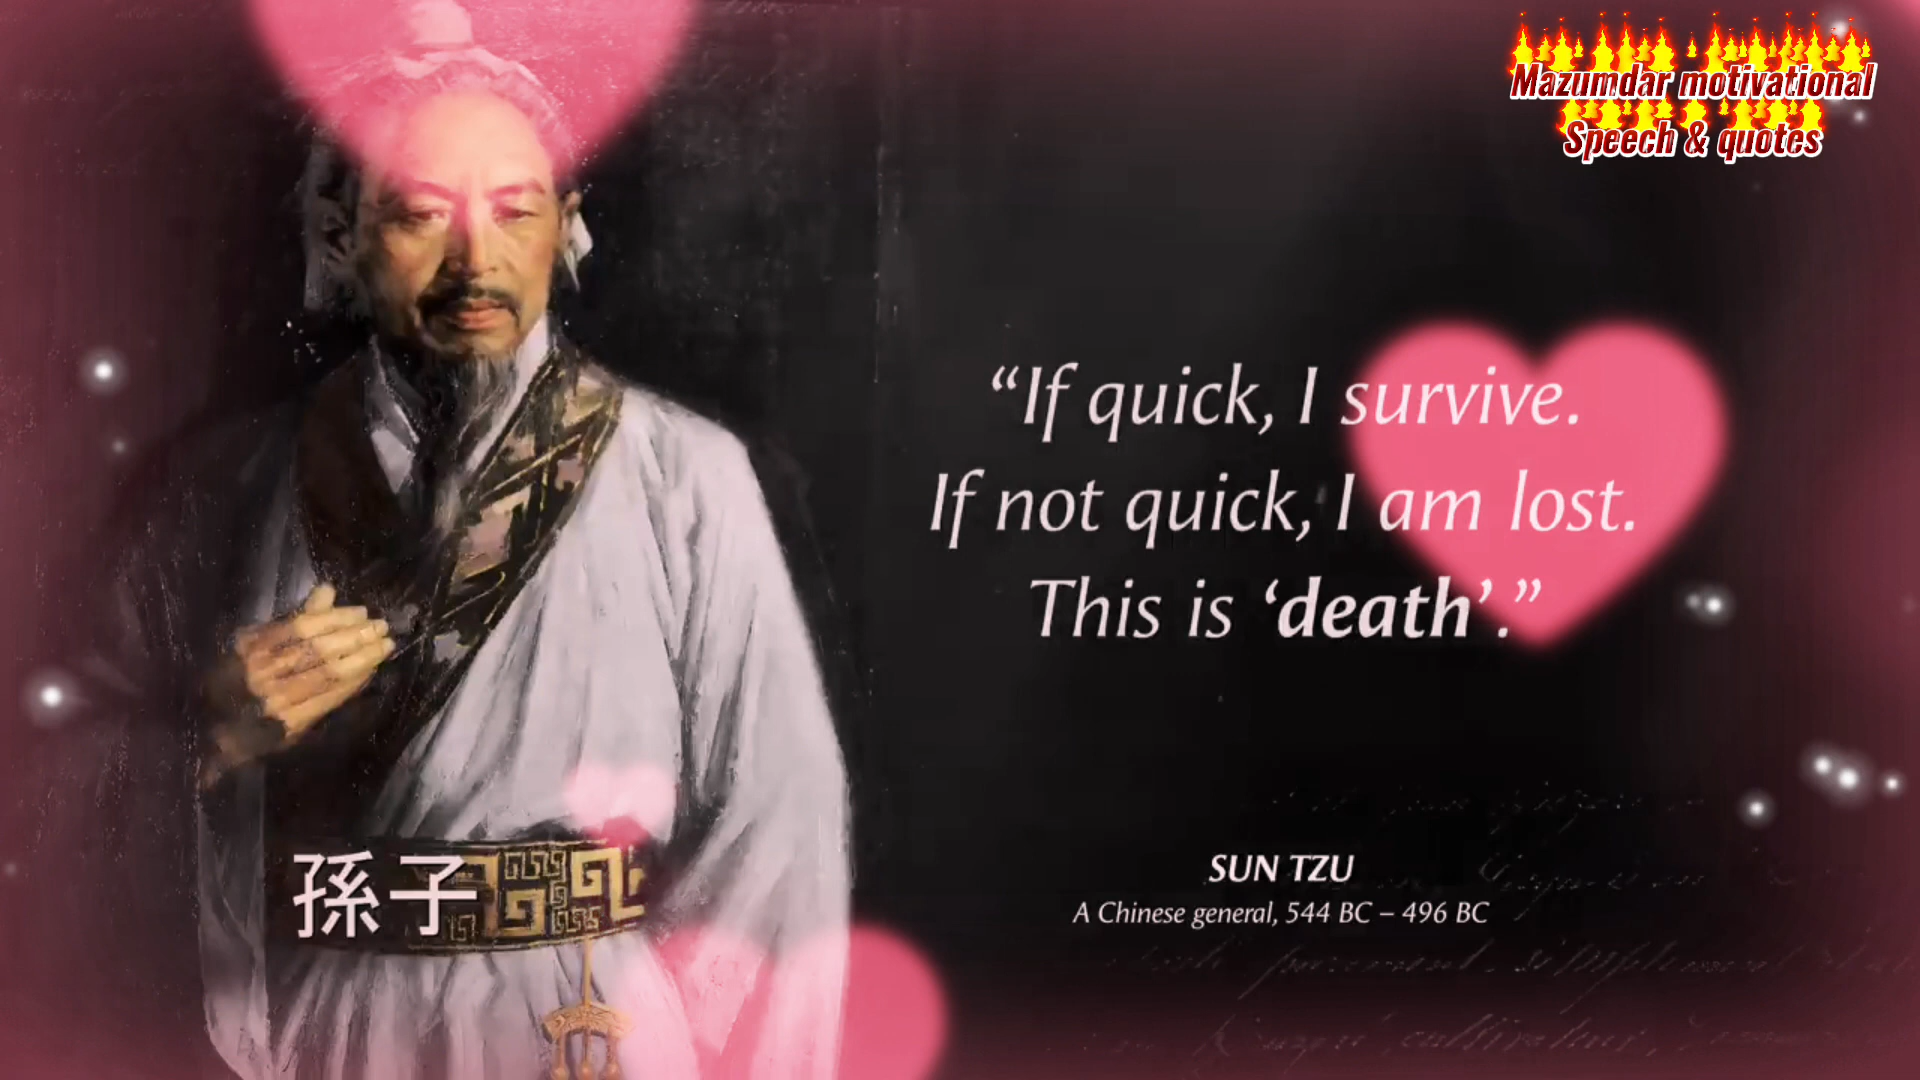 Mazumdar motivational
Speech & quotes
“If quick, I survive.
If not quick, I am lost.
This is ‘death’.”
孫子
SUN TZU
A Chinese general, 544 BC – 496 BC